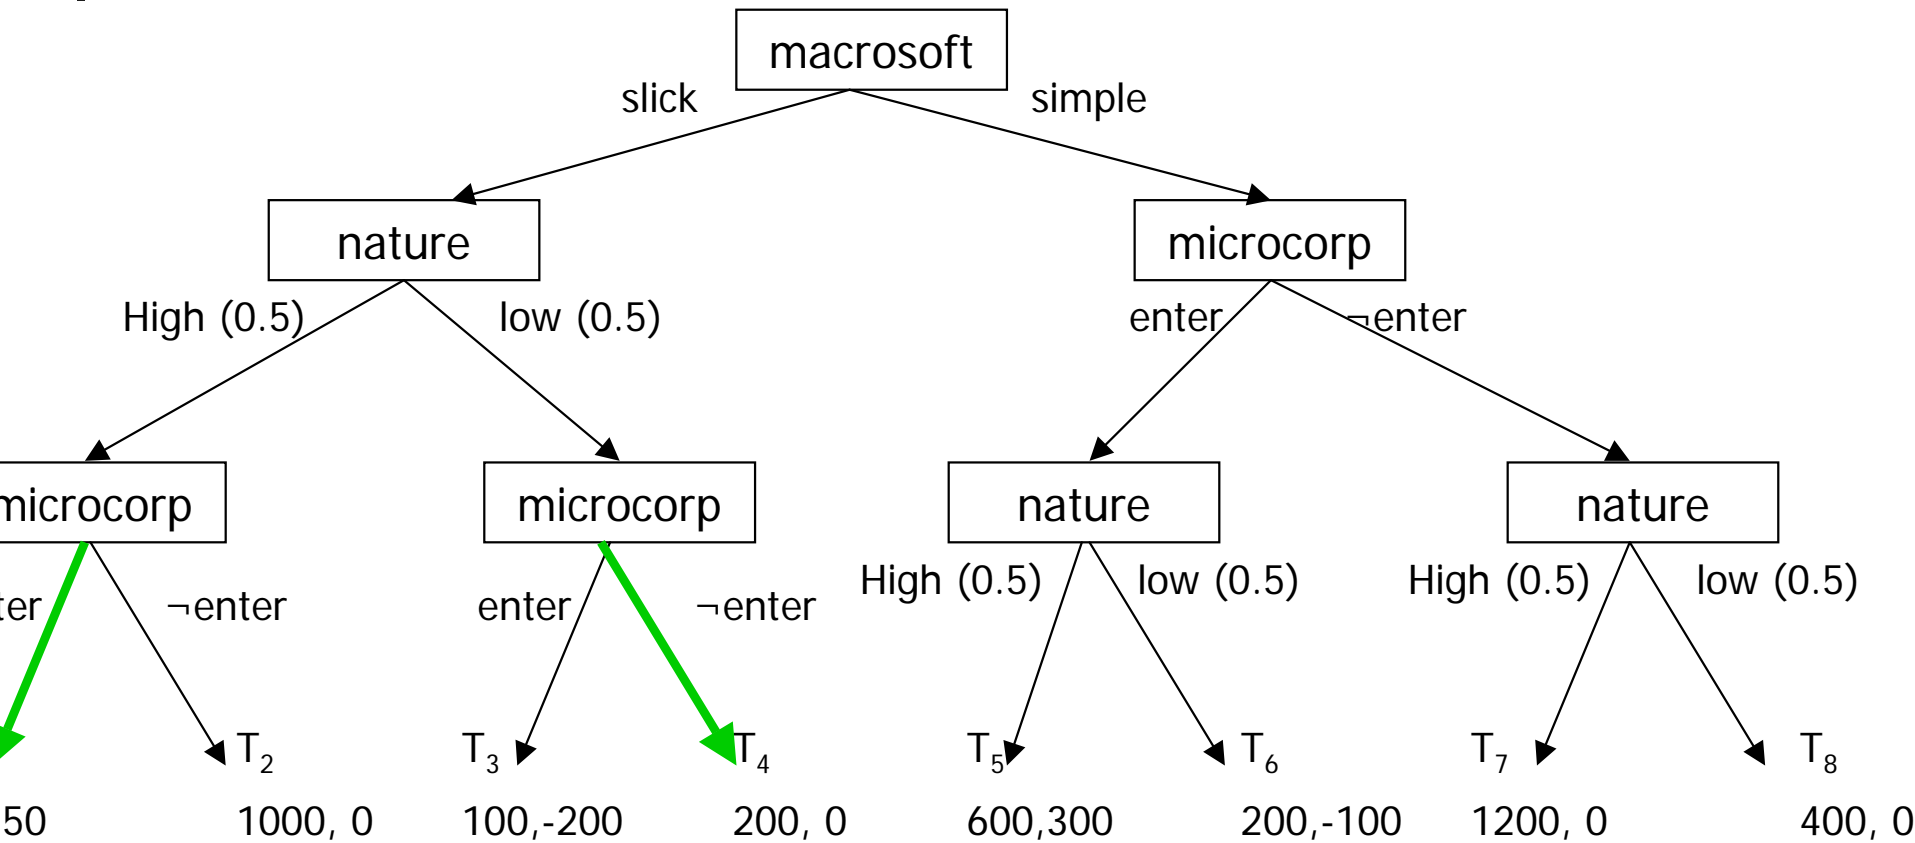 macrosoft
slick simple
nature microcorp
High (0.5) low (0.5) enter ¬enter
microcorp microcorp nature nature
High (0.5) low (0.5) High (0.5) low (0.5)
ter ¬enter enter ¬enter
T2 T3 T4 T5 T6 T7 T8
50 1000, 0 100,-200 200, 0 600,300 200,-100 1200, 0 400, 0